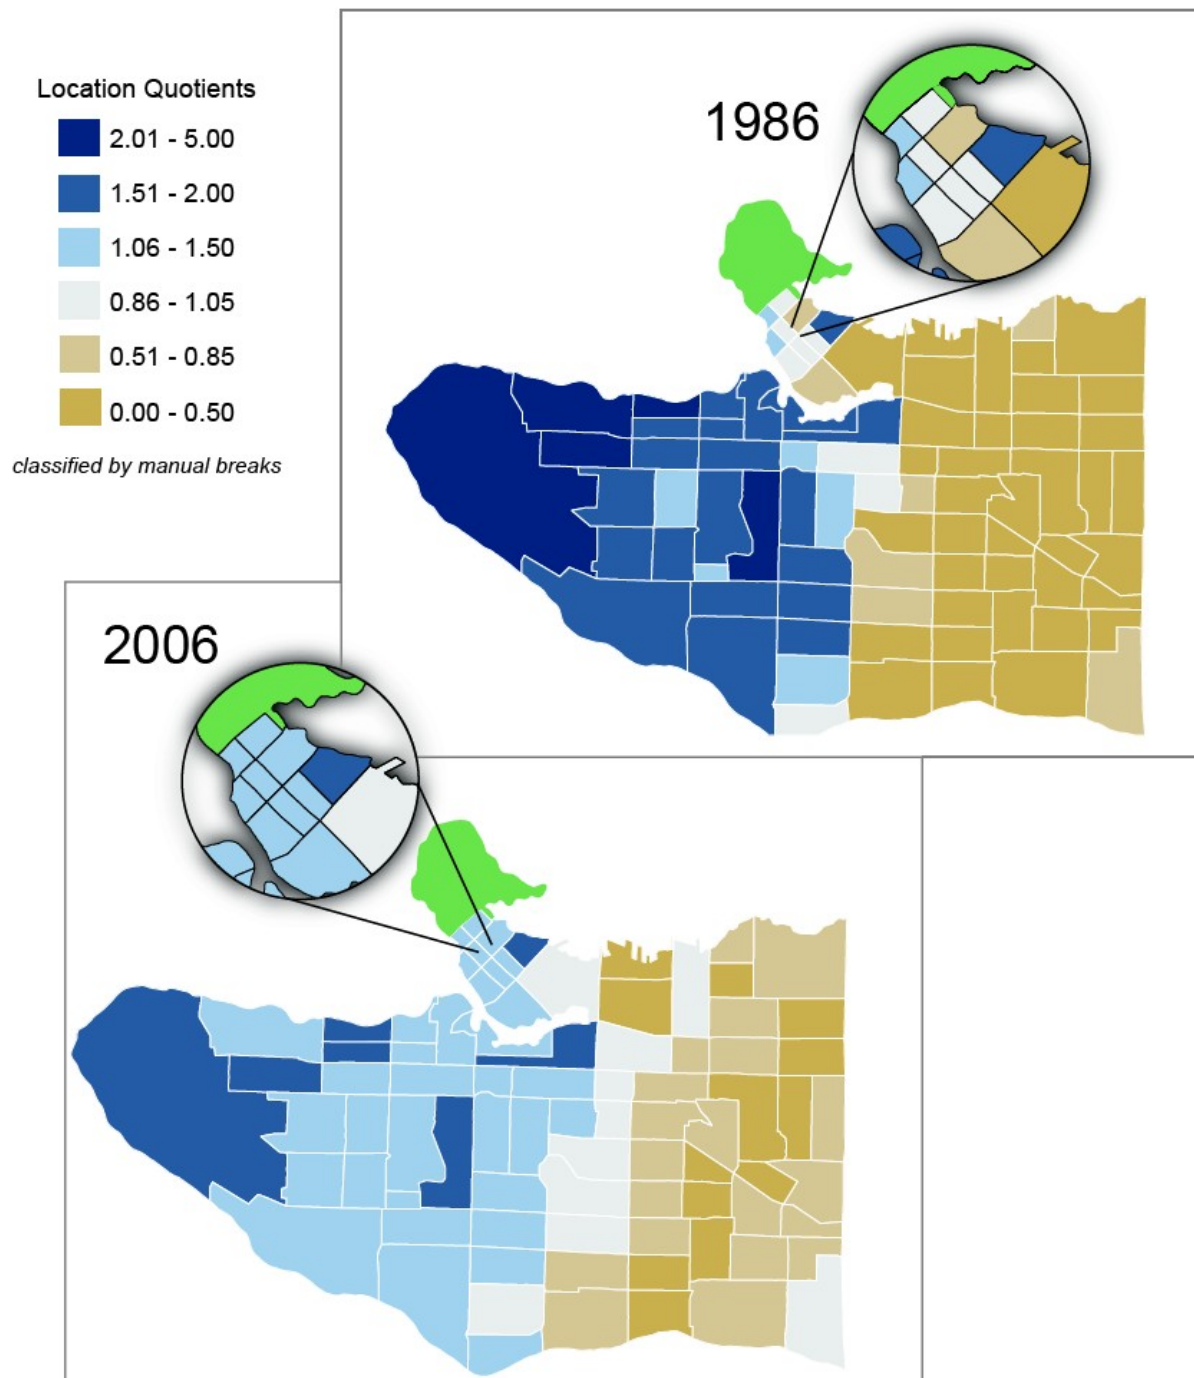 Location Quotients
2.01 - 5.00
1.51 - 2.00
1.06 - 1.50
0.86 - 1.05
0.51 - 0.85
0.00 - 0.50
classified by manual breaks
1986
2006